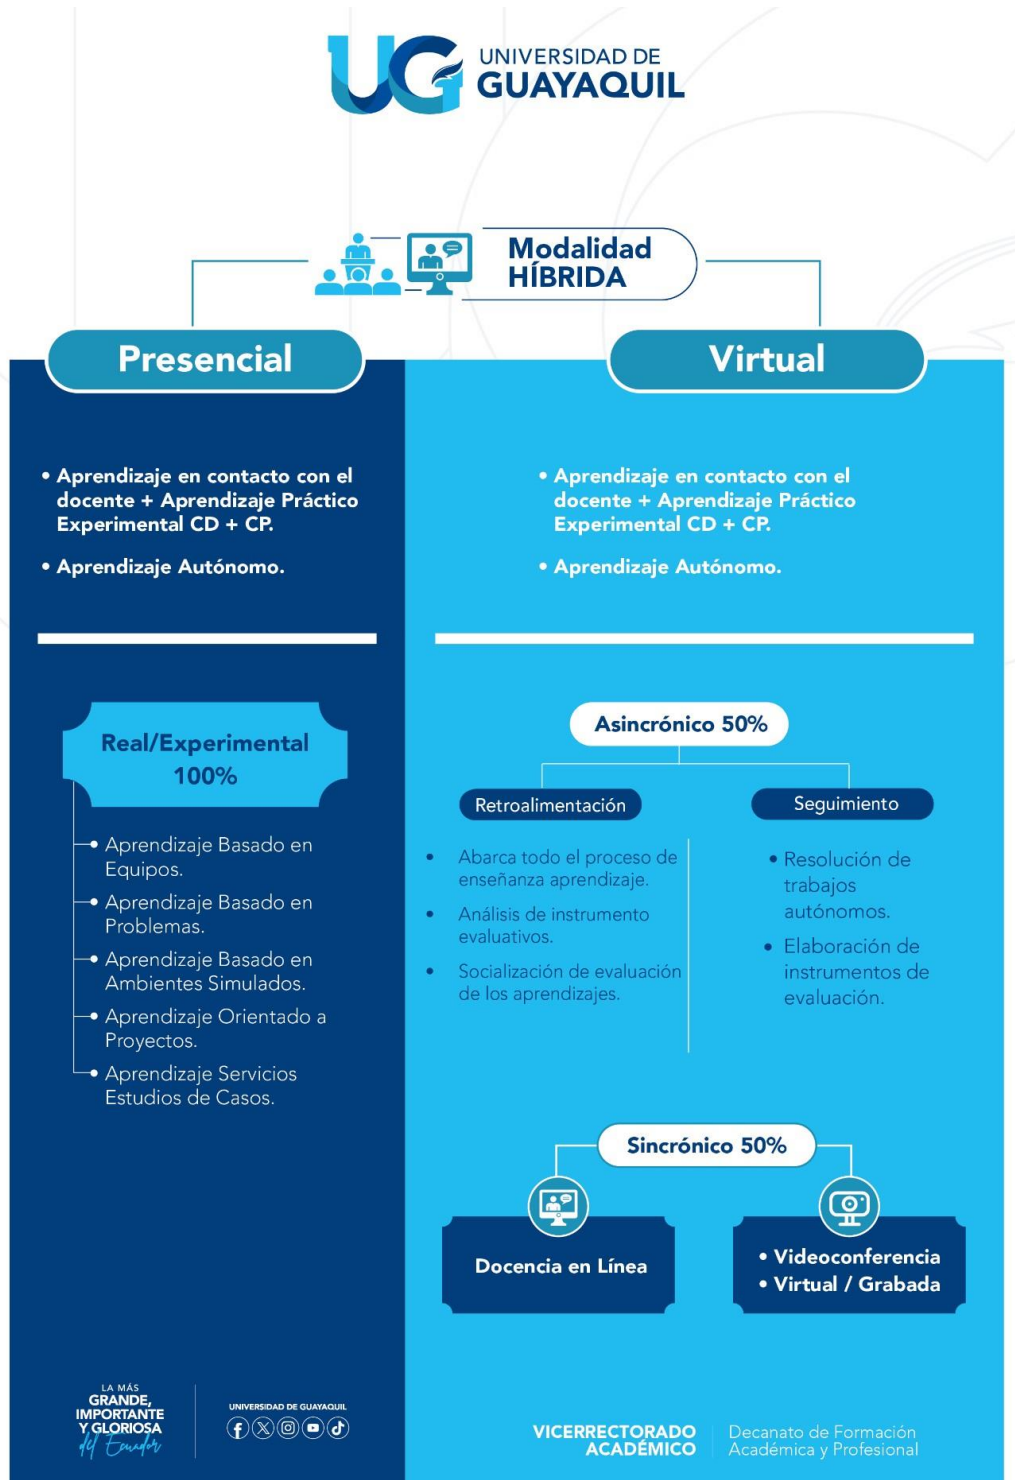 UG UNIVERSIDAD DE
GUAYAQUIL
Modalidad
HÍBRIDA
Presencial
• Aprendizaje en contacto con el
docente + Aprendizaje Práctico
Experimental CD + CP.
• Aprendizaje Autónomo.
Real/Experimental
100%
• Aprendizaje Basado en
Equipos.
• Aprendizaje Basado en
Problemas.
• Aprendizaje Basado en
Ambientes Simulados.
• Aprendizaje Orientado a
Proyectos.
• Aprendizaje Servicios
Estudios de Casos.
Virtual
• Aprendizaje en contacto con el
docente + Aprendizaje Práctico
Experimental CD + CP.
• Aprendizaje Autónomo.
Asincrónico 50%
Retroalimentación
• Abarca todo el proceso de
enseñanza aprendizaje.
• Análisis de instrumento
evaluativos.
• Socialización de evaluación
de los aprendizajes.
Seguimiento
• Resolución de
trabajos
autónomos.
• Elaboración de
instrumentos de
evaluación.
Sincrónico 50%
Docencia en Línea
• Videoconferencia
• Virtual / Grabada
LA MÁS
GRANDE,
IMPORTANTE
Y GLORIOSA
del Ecuador
UNIVERSIDAD DE GUAYAQUIL
VICERRECTORADO
ACADÉMICO
Decanato de Formación
Académica y Profesional